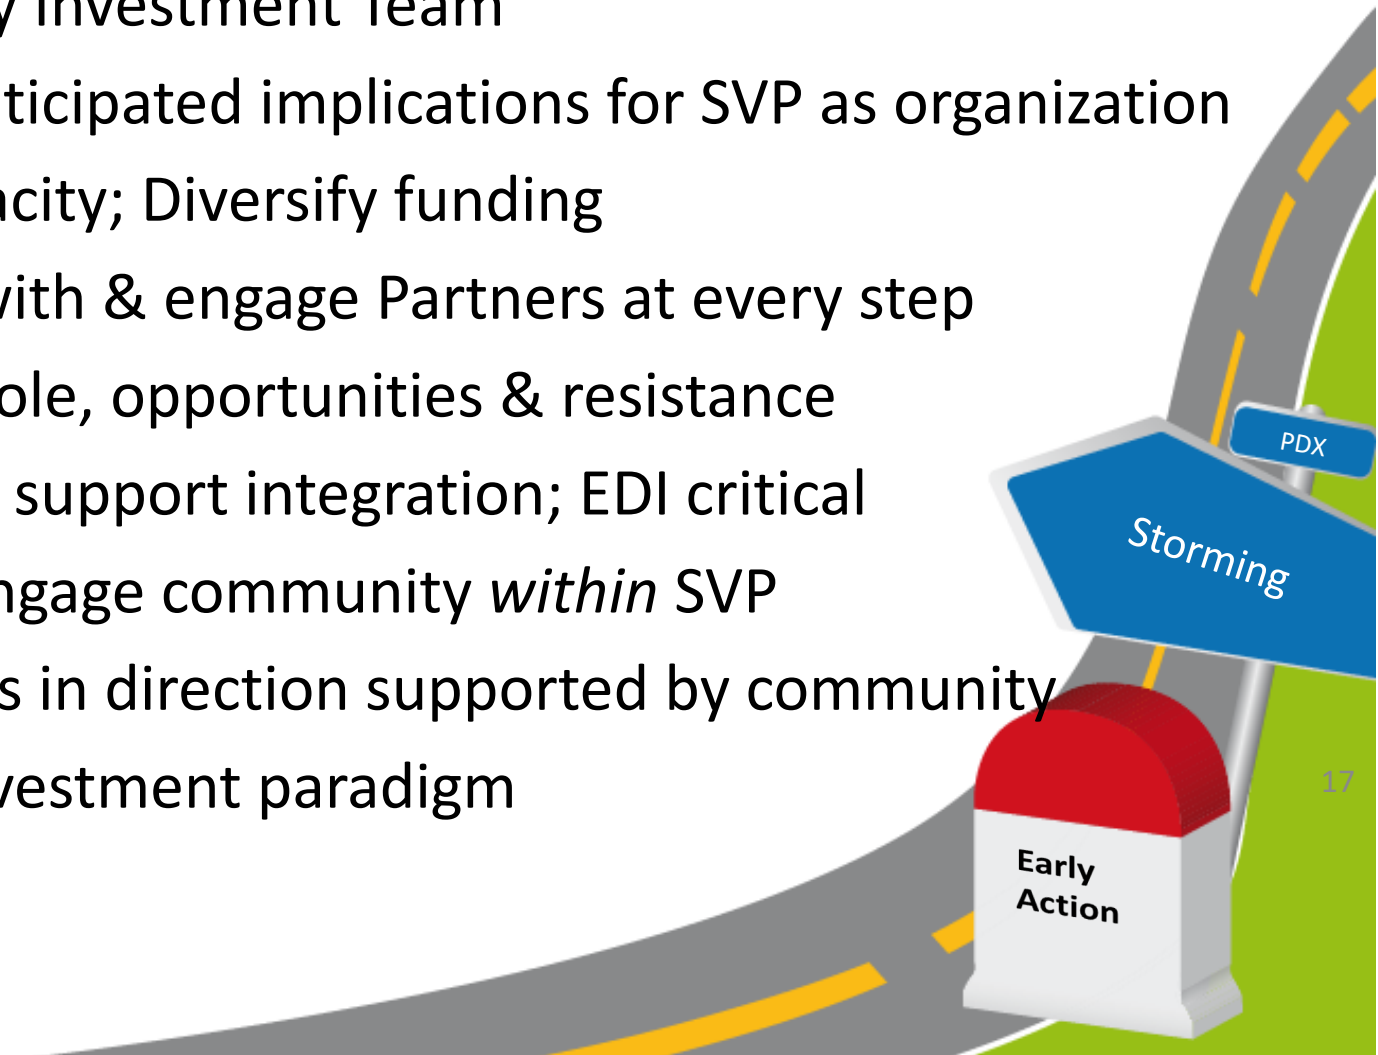 y Investment Team
ticipated implications for SVP as organization
acity; Diversify funding
with & engage Partners at every step
ole, opportunities & resistance
support integration; EDI critical
ngage community within SVP
s in direction supported by community
vestment paradigm
PDX
Storming
17
Early
Action